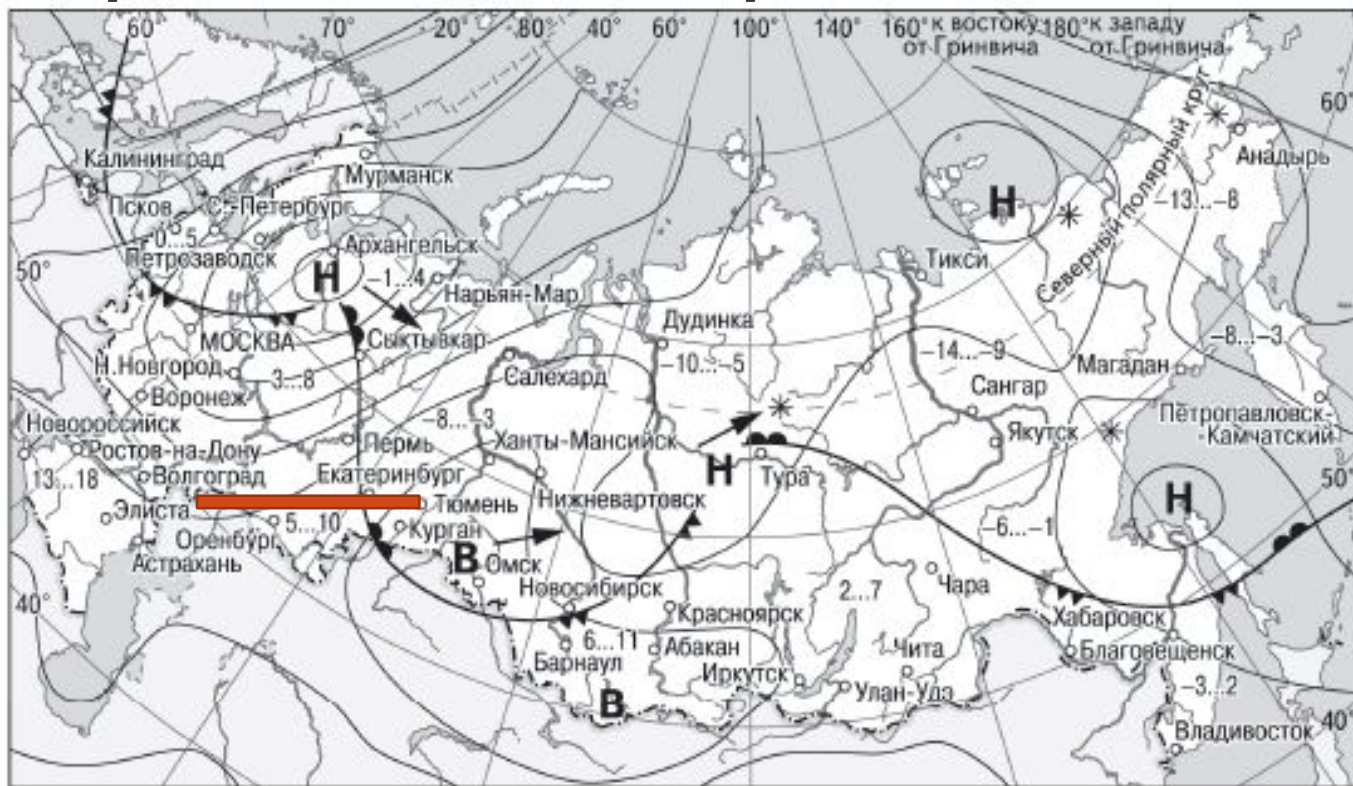 60°
70°
20°
0°
20°
60°
100°
140°
160°
к востоку
от Гринвича
180°
к западу
от Гринвича
60°
Северный полярный круг
Анадырь
Калининград
Мурманск
Псков
С.-Петербург
−13...−8
0...5
Архангельск
Петрозаводск
Н
Н
Тикси
50°
−1...4
Нарьян-Мар
Дудинка
МОСКВА
Сыктывкар
−8...−3
−10...−5
−14...−9
Магадан
Н.Новгород
3...8
Салехард
Сангар
Воронеж
Петропавловск-
-Камчатский
Новороссийск
−8...−3
Якутск
Ростов-на-Дону
Пермь
Ханты-Мансийск
13...18
Волгоград
Екатеринбург
Н
Тура
50°
Н
Тюмень
Нижневартовск
Элиста
5...10
Курган
−6...−1
Оренбург
Астрахань
В
Омск
Новосибирск
2...7
Чара
40°
Красноярск
Хабаровск
6...11
Абакан
Чита
Барнаул
Иркутск
Благовещенск
Улан-Удэ
−3...2
В
40°
Владивосток